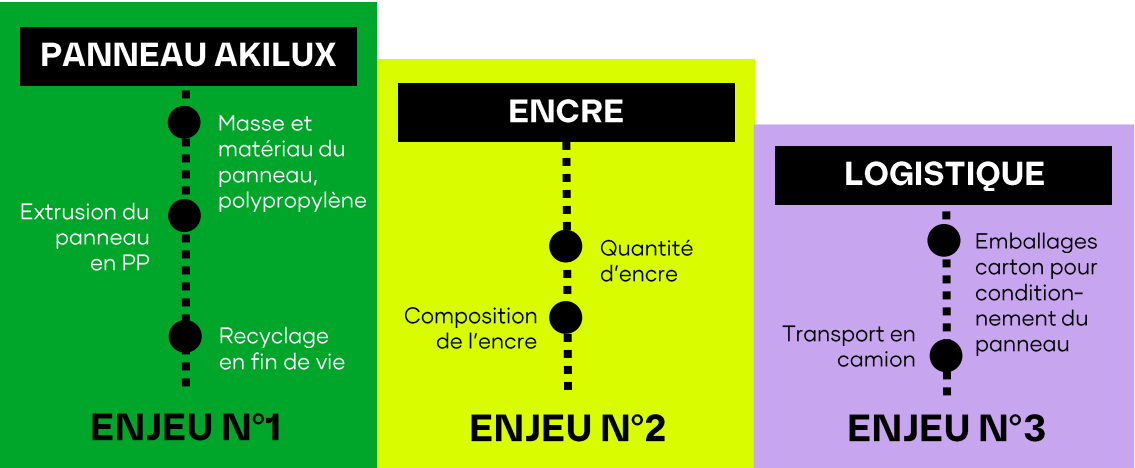 PANNEAU AKILUX
Masse et
matériau du
panneau,
polypropylène
Extrusion du
panneau
en PP
Recyclage
en fin de vie
ENJEU N°1
ENCRE
Quantité
d'encre
Composition
de l'encre
ENJEU N°2
LOGISTIQUE
Emballages
carton pour
condition-
nement du
panneau
Transport en
camion
ENJEU N°3